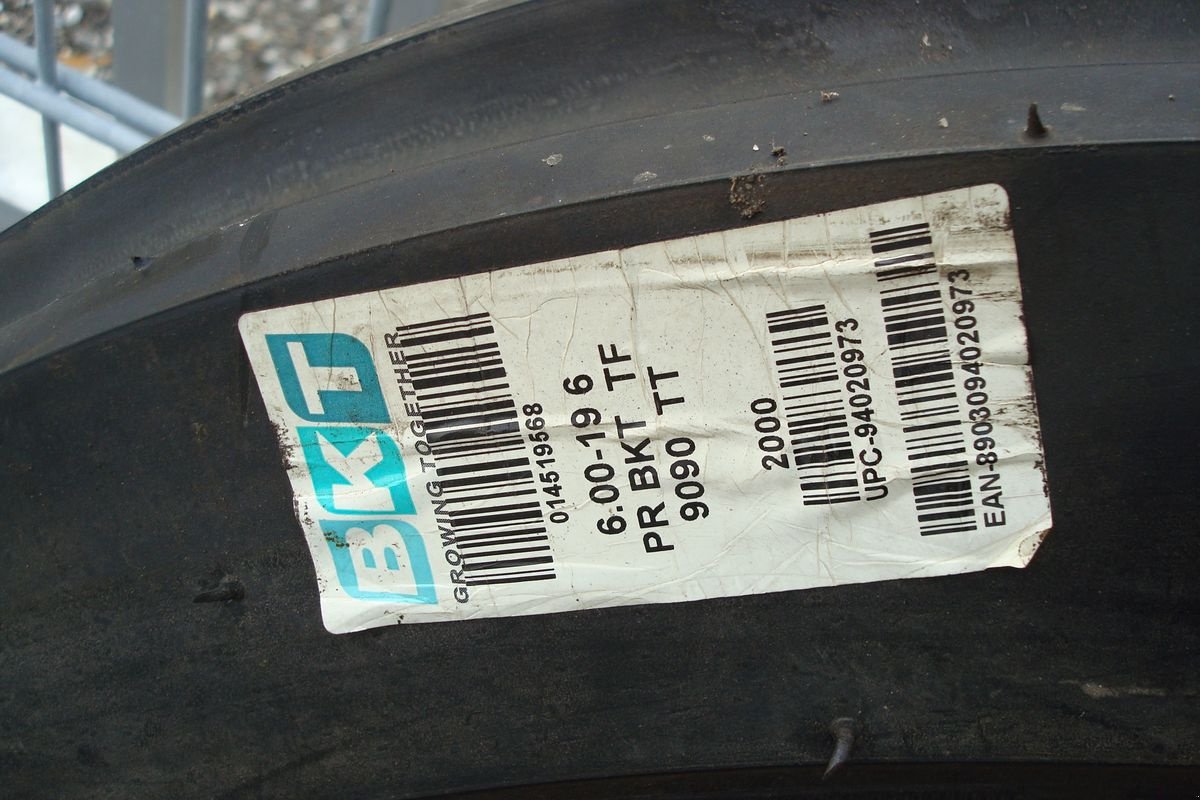 BKT
GROWING TOGETHER
014519568
6.00-19 6
PR BKT TF
9090 TT
2000
UPC-94020973
EAN-8903094020973